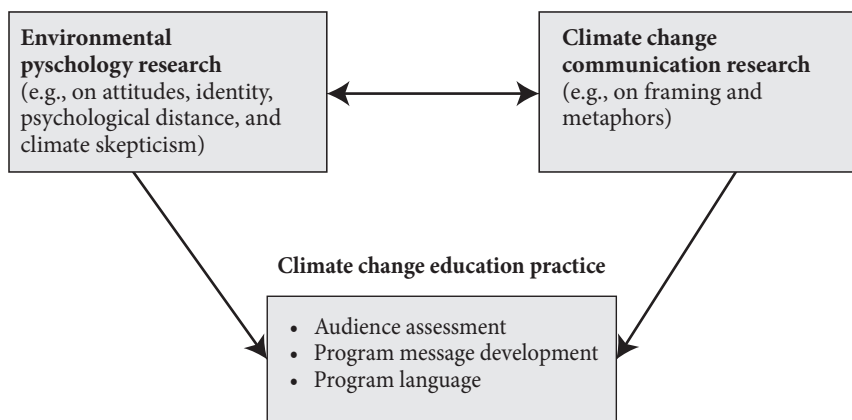 Environmental
pyschology research
(e.g., on attitudes, identity,
psychological distance, and
climate skepticism)
Climate change
communication research
(e.g., on framing and
metaphors)
Climate change education practice
• Audience assessment
• Program message development
• Program language